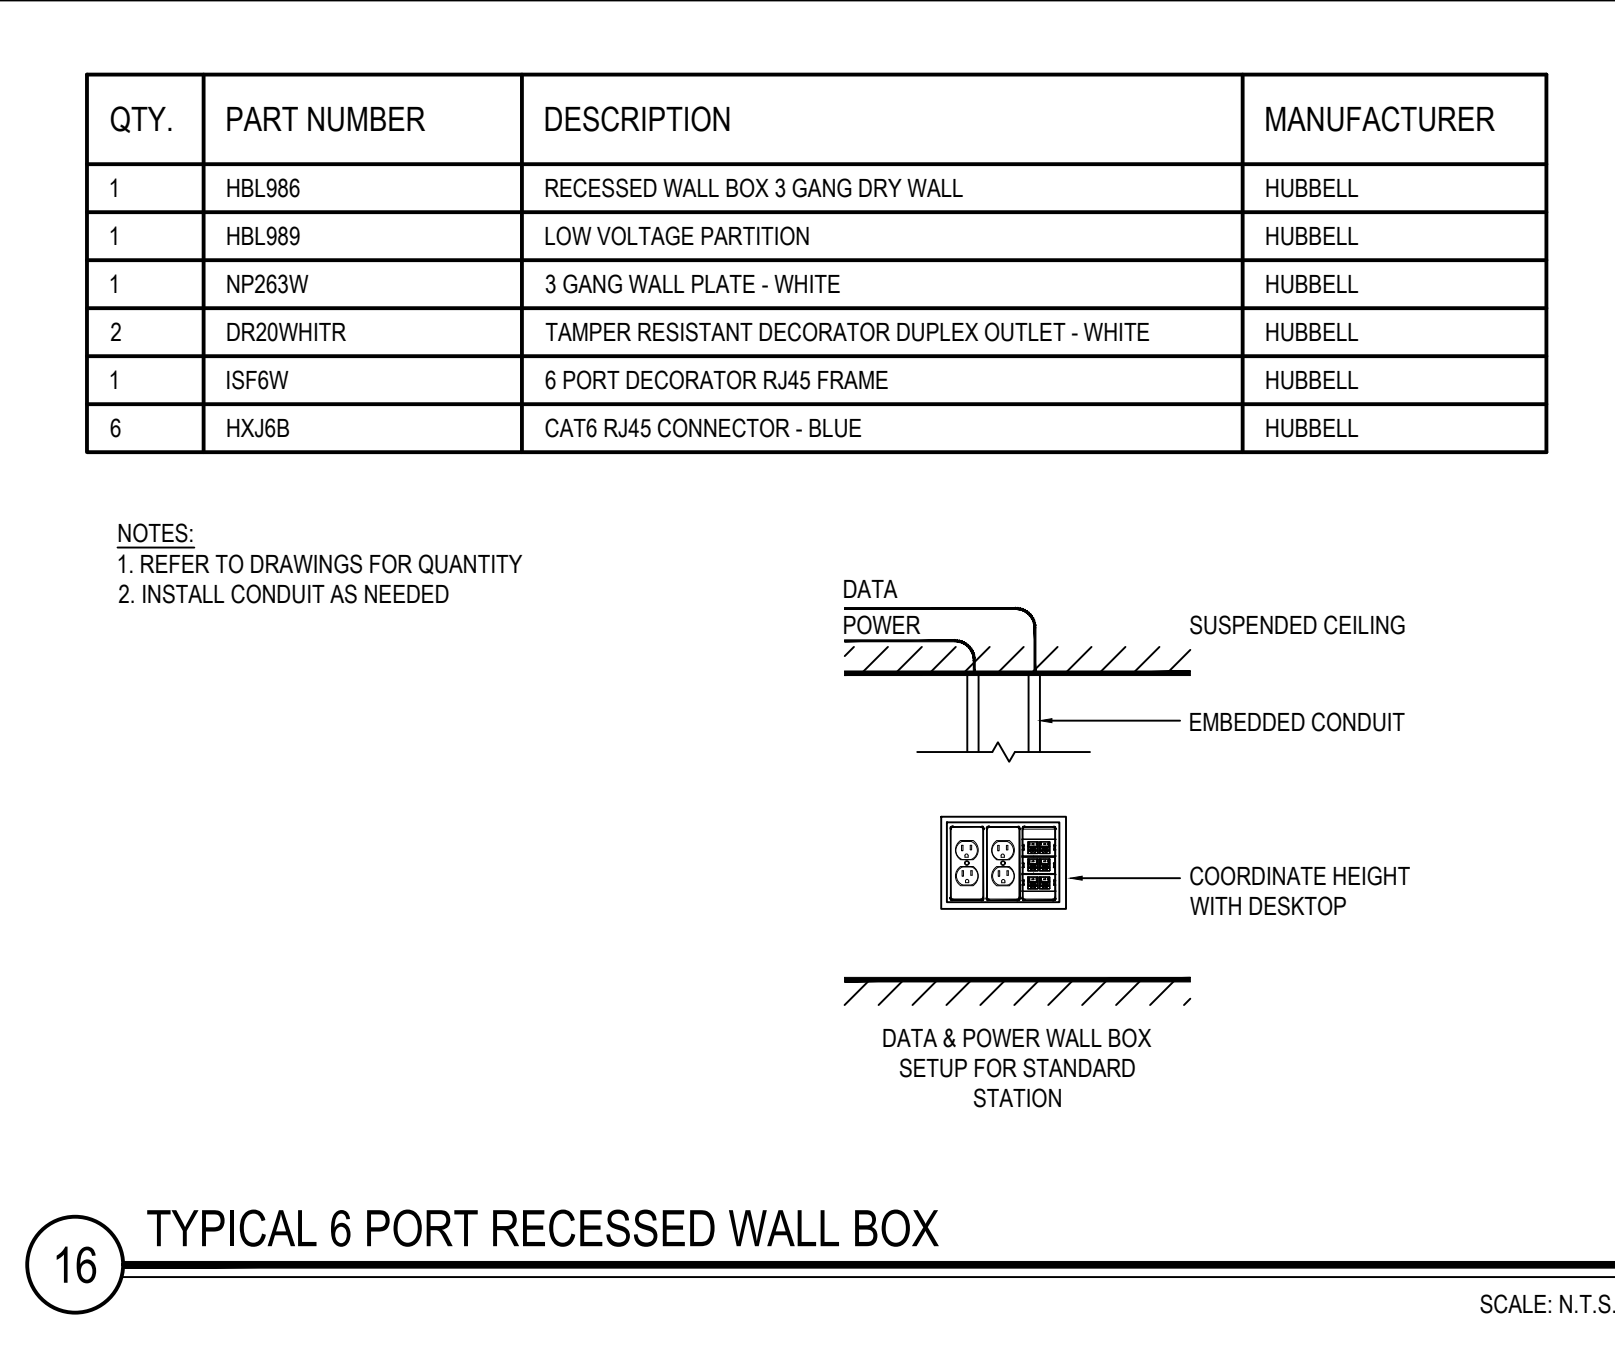 QTY. PART NUMBER DESCRIPTION MANUFACTURER
1 HBL986 RECESSED WALL BOX 3 GANG DRY WALL HUBBELL
1 HBL989 LOW VOLTAGE PARTITION HUBBELL
1 NP263W 3 GANG WALL PLATE - WHITE HUBBELL
2 DR20WHITR TAMPER RESISTANT DECORATOR DUPLEX OUTLET - WHITE HUBBELL
1 ISF6W 6 PORT DECORATOR RJ45 FRAME HUBBELL
6 HXJ6B CAT6 RJ45 CONNECTOR - BLUE HUBBELL
NOTES:
1. REFER TO DRAWINGS FOR QUANTITY
2. INSTALL CONDUIT AS NEEDED
DATA
POWER
SUSPENDED CEILING
EMBEDDED CONDUIT
COORDINATE HEIGHT
WITH DESKTOP
DATA & POWER WALL BOX
SETUP FOR STANDARD
STATION
16
TYPICAL 6 PORT RECESSED WALL BOX
SCALE: N.T.S.